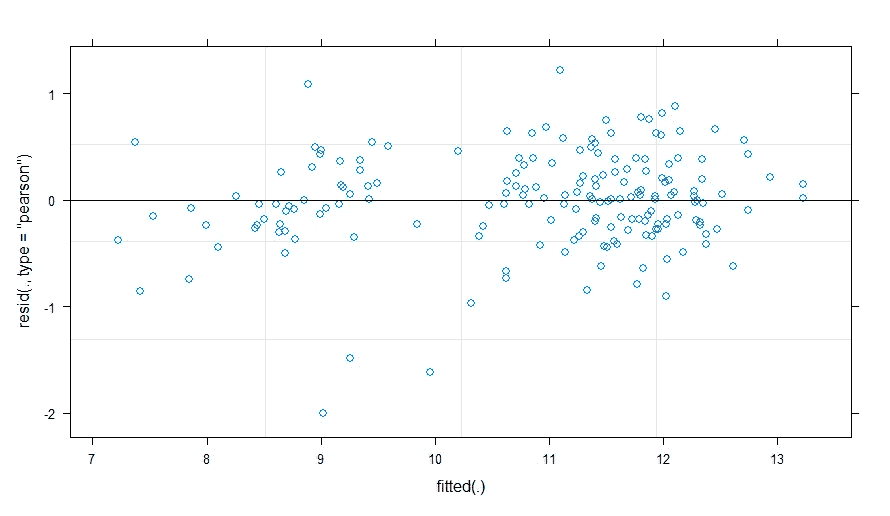 resid(., type = "pearson")
1
0
-1
-2
7 8 9 10 11 12 13
fitted(.)